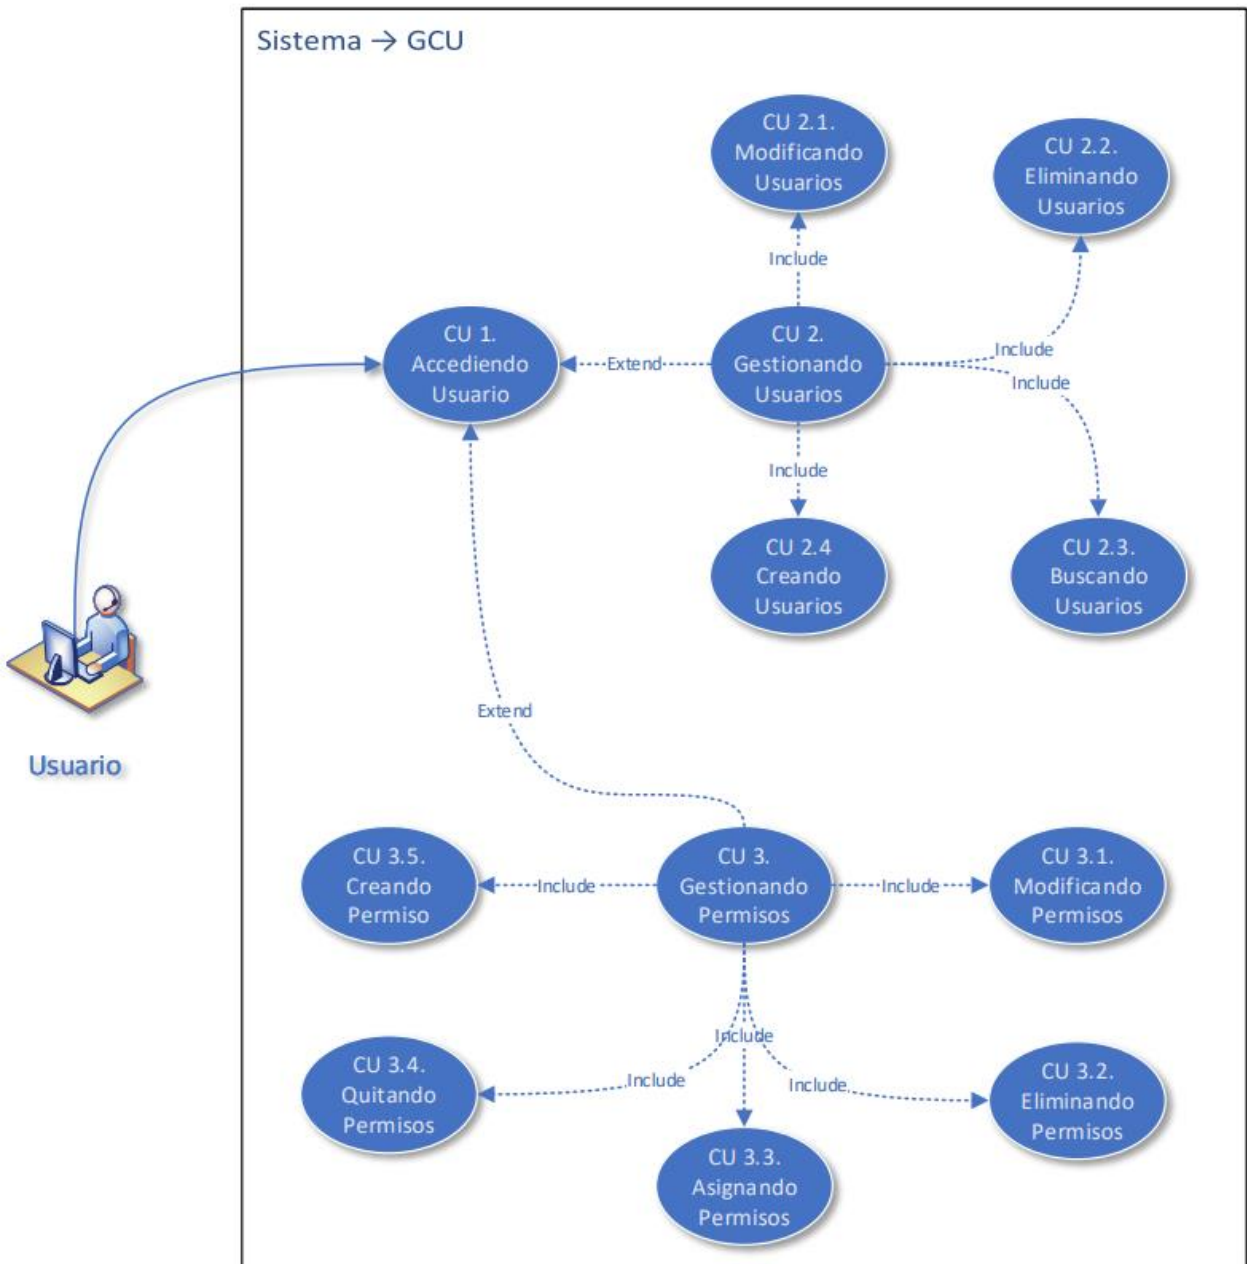 Sistema → GCU
CU 2.1.
Modificando
Usuarios
CU 2.2.
Eliminando
Usuarios
Include
CU 1.
Accediendo
Usuario
Extend
CU 2.
Gestionando
Usuarios
Include
Include
Include
CU 2.4
Creando
Usuarios
CU 2.3.
Buscando
Usuarios
Usuario
Extend
CU 3.5.
Creando
Permiso
Include
CU 3.
Gestionando
Permisos
Include
CU 3.1.
Modificando
Permisos
Include
CU 3.4.
Quitando
Permisos
Include
Include
CU 3.2.
Eliminando
Permisos
CU 3.3.
Asignando
Permisos